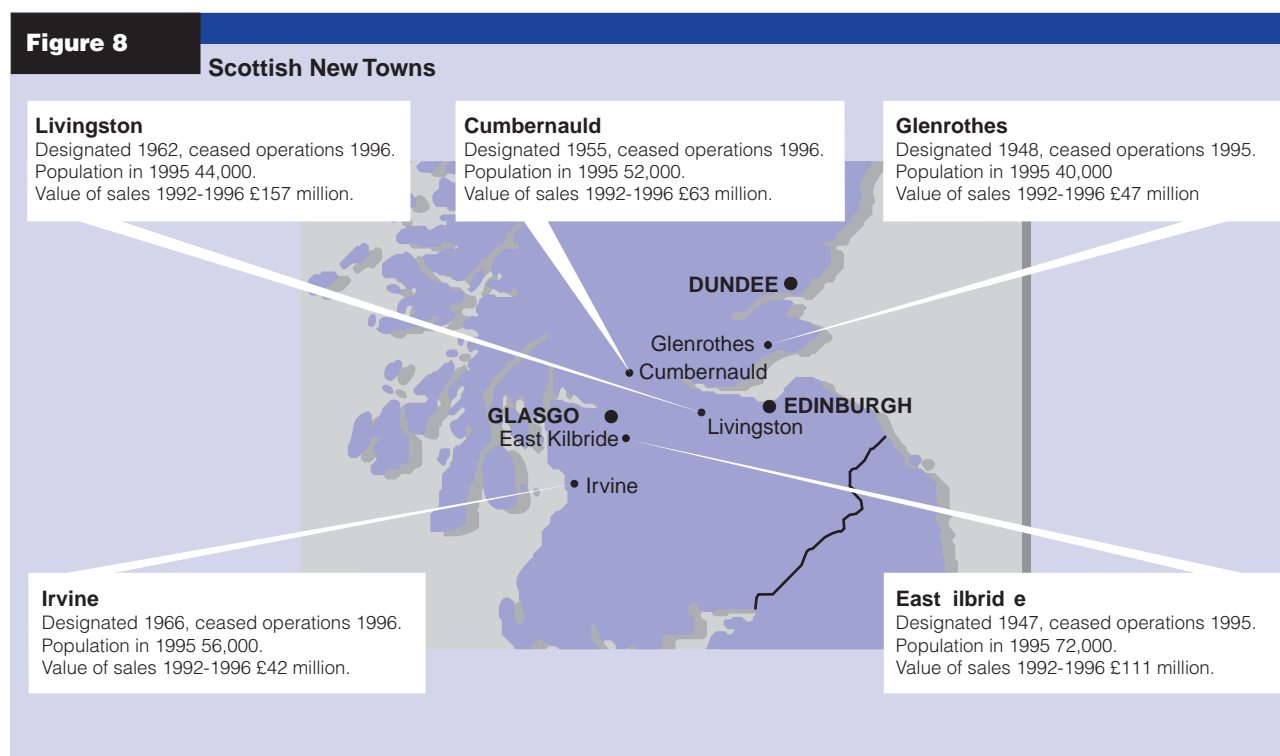 Figure 8
Scottish New Towns
Livingston
Designated 1962, ceased operations 1996.
Population in 1995 44,000.
Value of sales 1992-1996 £157 million.
Cumbernauld
Designated 1955, ceased operations 1996.
Population in 1995 52,000.
Value of sales 1992-1996 £63 million.
Glenrothes
Designated 1948, ceased operations 1995.
Population in 1995 40,000
Value of sales 1992-1996 £47 million
DUNDEE
Glenrothes
Cumbernauld
GLASGO
EDINBURGH
Livingston
East Kilbride
Irvine
Irvine
Designated 1966, ceased operations 1996.
Population in 1995 56,000.
Value of sales 1992-1996 £42 million.
East ilbrid e
Designated 1947, ceased operations 1995.
Population in 1995 72,000.
Value of sales 1992-1996 £111 million.